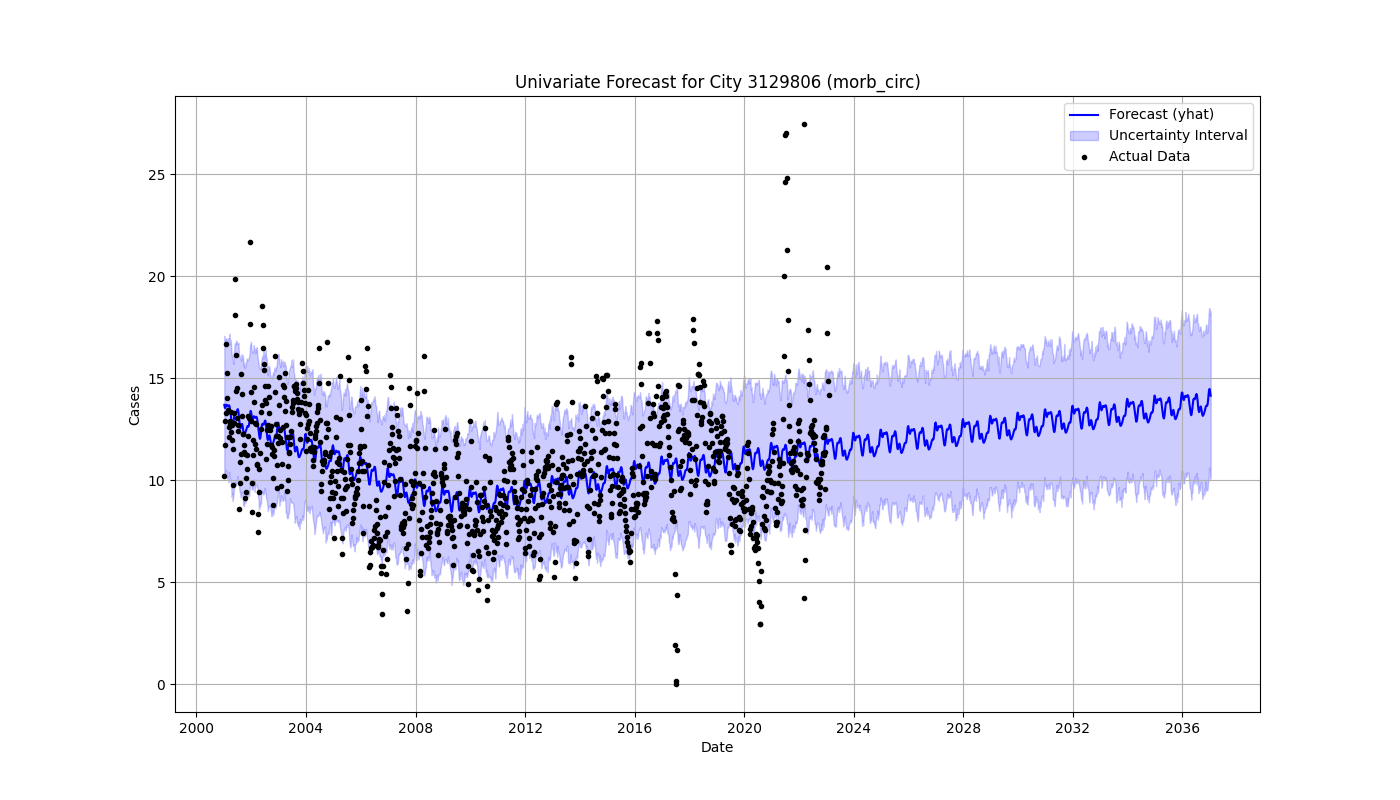 Univariate Forecast for City 3129806 (morb_circ)
Forecast (yhat)
Uncertainty Interval
Actual Data
Cases
25
20
15
10
5
0
2000 2004 2008 2012 2016 2020 2024 2028 2032 2036
Date